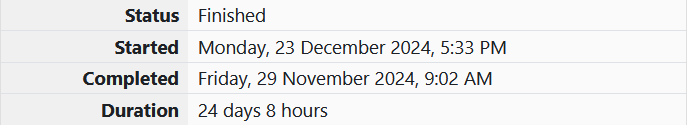 Status Finished
Started Monday, 23 December 2024, 5:33 PM
Completed Friday, 29 November 2024, 9:02 AM
Duration 24 days 8 hours